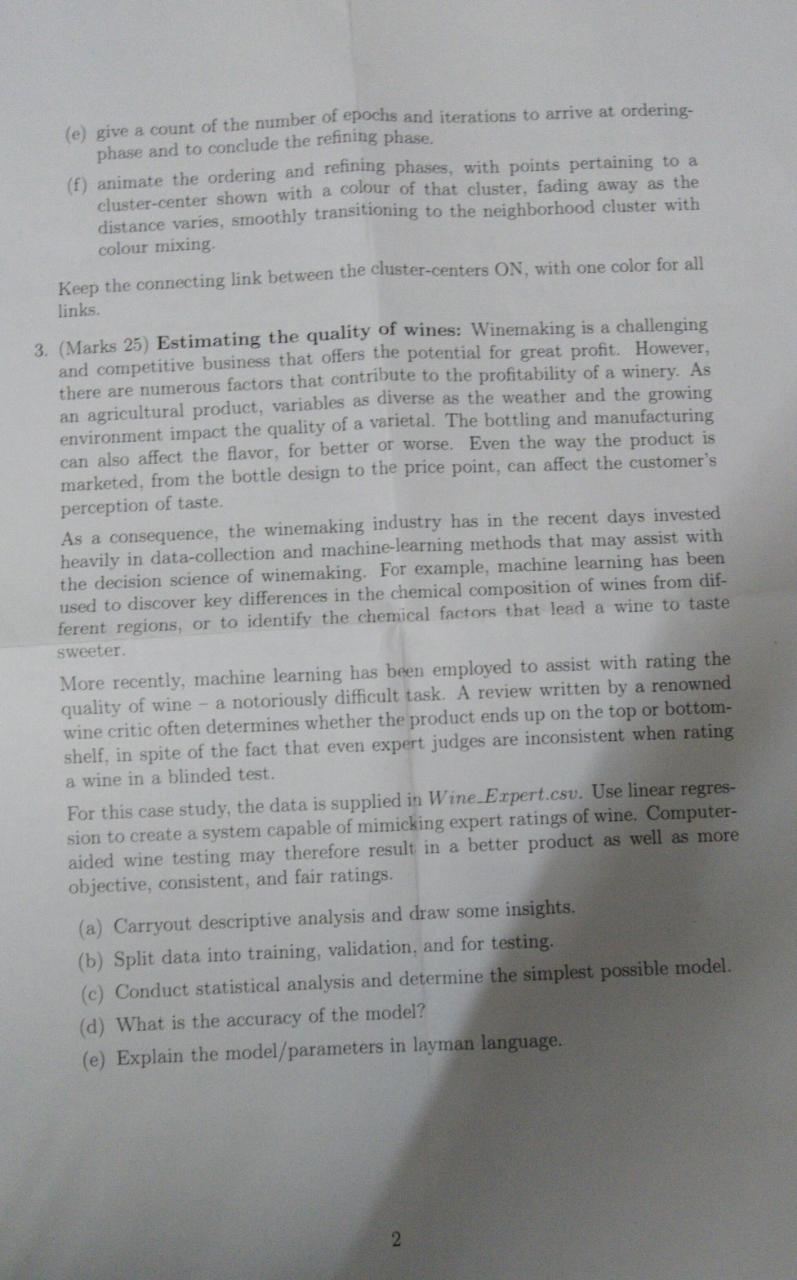 (e) give a count of the number of epochs and iterations to arrive at ordering-
phase and to conclude the refining phase.
(f) animate the ordering and refining phases, with points pertaining to a
cluster-center shown with a colour of that cluster, fading away as the
distance varies, smoothly transitioning to the neighborhood cluster with
colour mixing.
Keep the connecting link between the cluster-centers ON, with one color for all
links.
3. (Marks 25) Estimating the quality of wines: Winemaking is a challenging
and competitive business that offers the potential for great profit. However,
there are numerous factors that contribute to the profitability of a winery. As
an agricultural product, variables as diverse as the weather and the growing
environment impact the quality of a varietal. The bottling and manufacturing
can also affect the flavor, for better or worse. Even the way the product is
marketed, from the bottle design to the price point, can affect the customer's
perception of taste.
As a consequence, the winemaking industry has in the recent days invested
heavily in data-collection and machine-learning methods that may assist with
the decision science of winemaking. For example, machine learning has been
used to discover key differences in the chemical composition of wines from dif-
ferent regions, or to identify the chemical factors that lead a wine to taste
sweeter.
More recently, machine learning has been employed to assist with rating the
quality of wine – a notoriously difficult task. A review written by a renowned
wine critic often determines whether the product ends up on the top or bottom-
shelf, in spite of the fact that even expert judges are inconsistent when rating
a wine in a blinded test.
For this case study, the data is supplied in Wine_Expert.csv. Use linear regres-
sion to create a system capable of mimicking expert ratings of wine. Computer-
aided wine testing may therefore result in a better product as well as more
objective, consistent, and fair ratings.
(a) Carryout descriptive analysis and draw some insights.
(b) Split data into training, validation, and for testing.
(c) Conduct statistical analysis and determine the simplest possible model.
(d) What is the accuracy of the model?
(e) Explain the model/parameters in layman language.
2